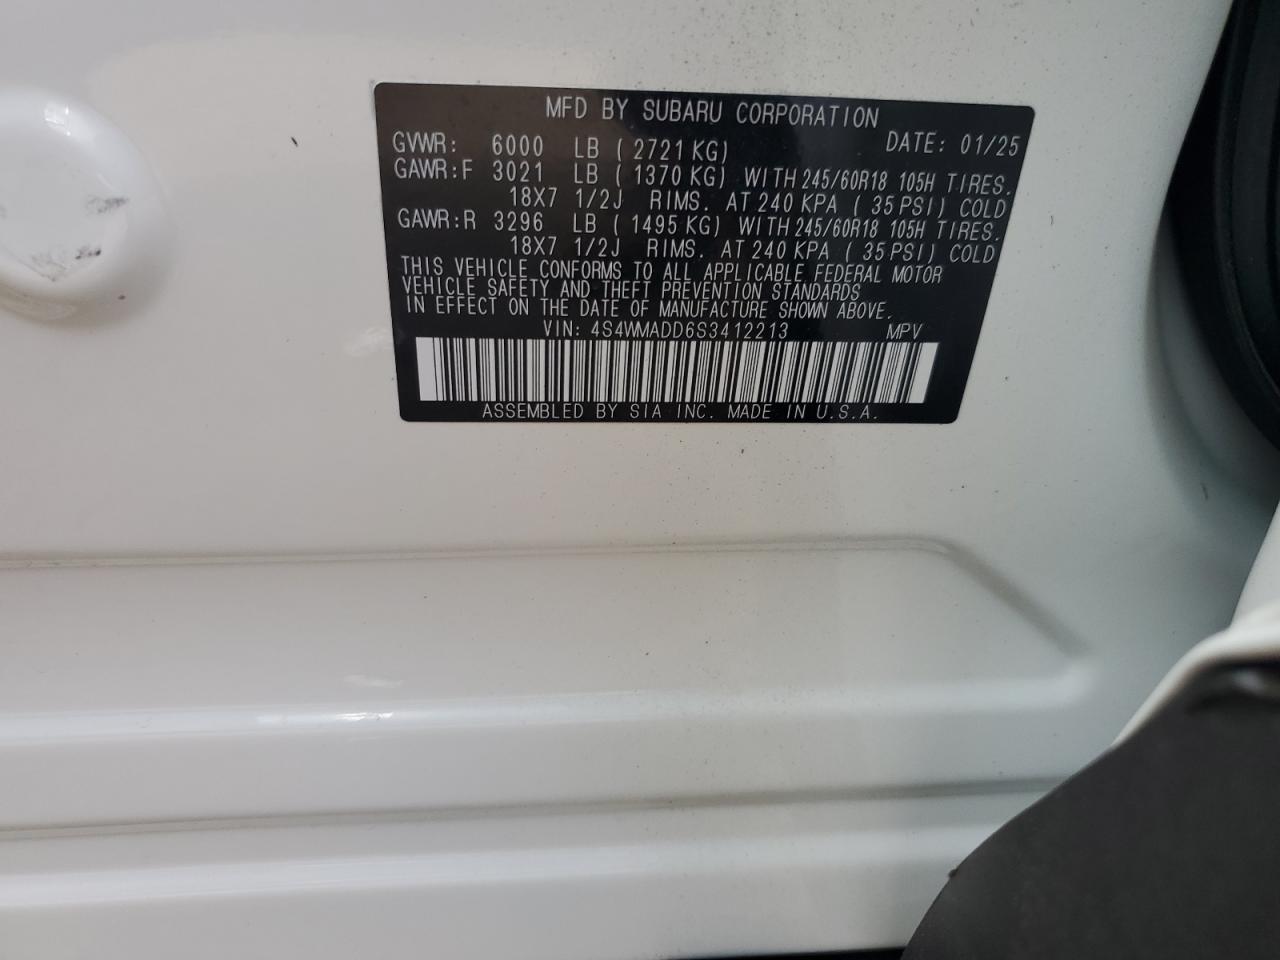 MFD BY SUBARU CORPORATION
GVWR: 6000 LB ( 2721 KG) DATE: 01/25
GAWR:F 3021 LB ( 1370 KG) WITH 245/60R18 105H TIRES.
18X7 1/2J RIMS. AT 240 KPA ( 35 PSI) COLD
GAWR:R 3296 LB ( 1495 KG) WITH 245/60R18 105H TIRES.
18X7 1/2J RIMS. AT 240 KPA ( 35 PSI) COLD
THIS VEHICLE CONFORMS TO ALL APPLICABLE FEDERAL MOTOR
VEHICLE SAFETY AND THEFT PREVENTION STANDARDS
IN EFFECT ON THE DATE OF MANUFACTURE SHOWN ABOVE.
VIN: 4S4WMADD6S3412213 MPV
ASSEMBLED BY SIA INC. MADE IN U.S.A.